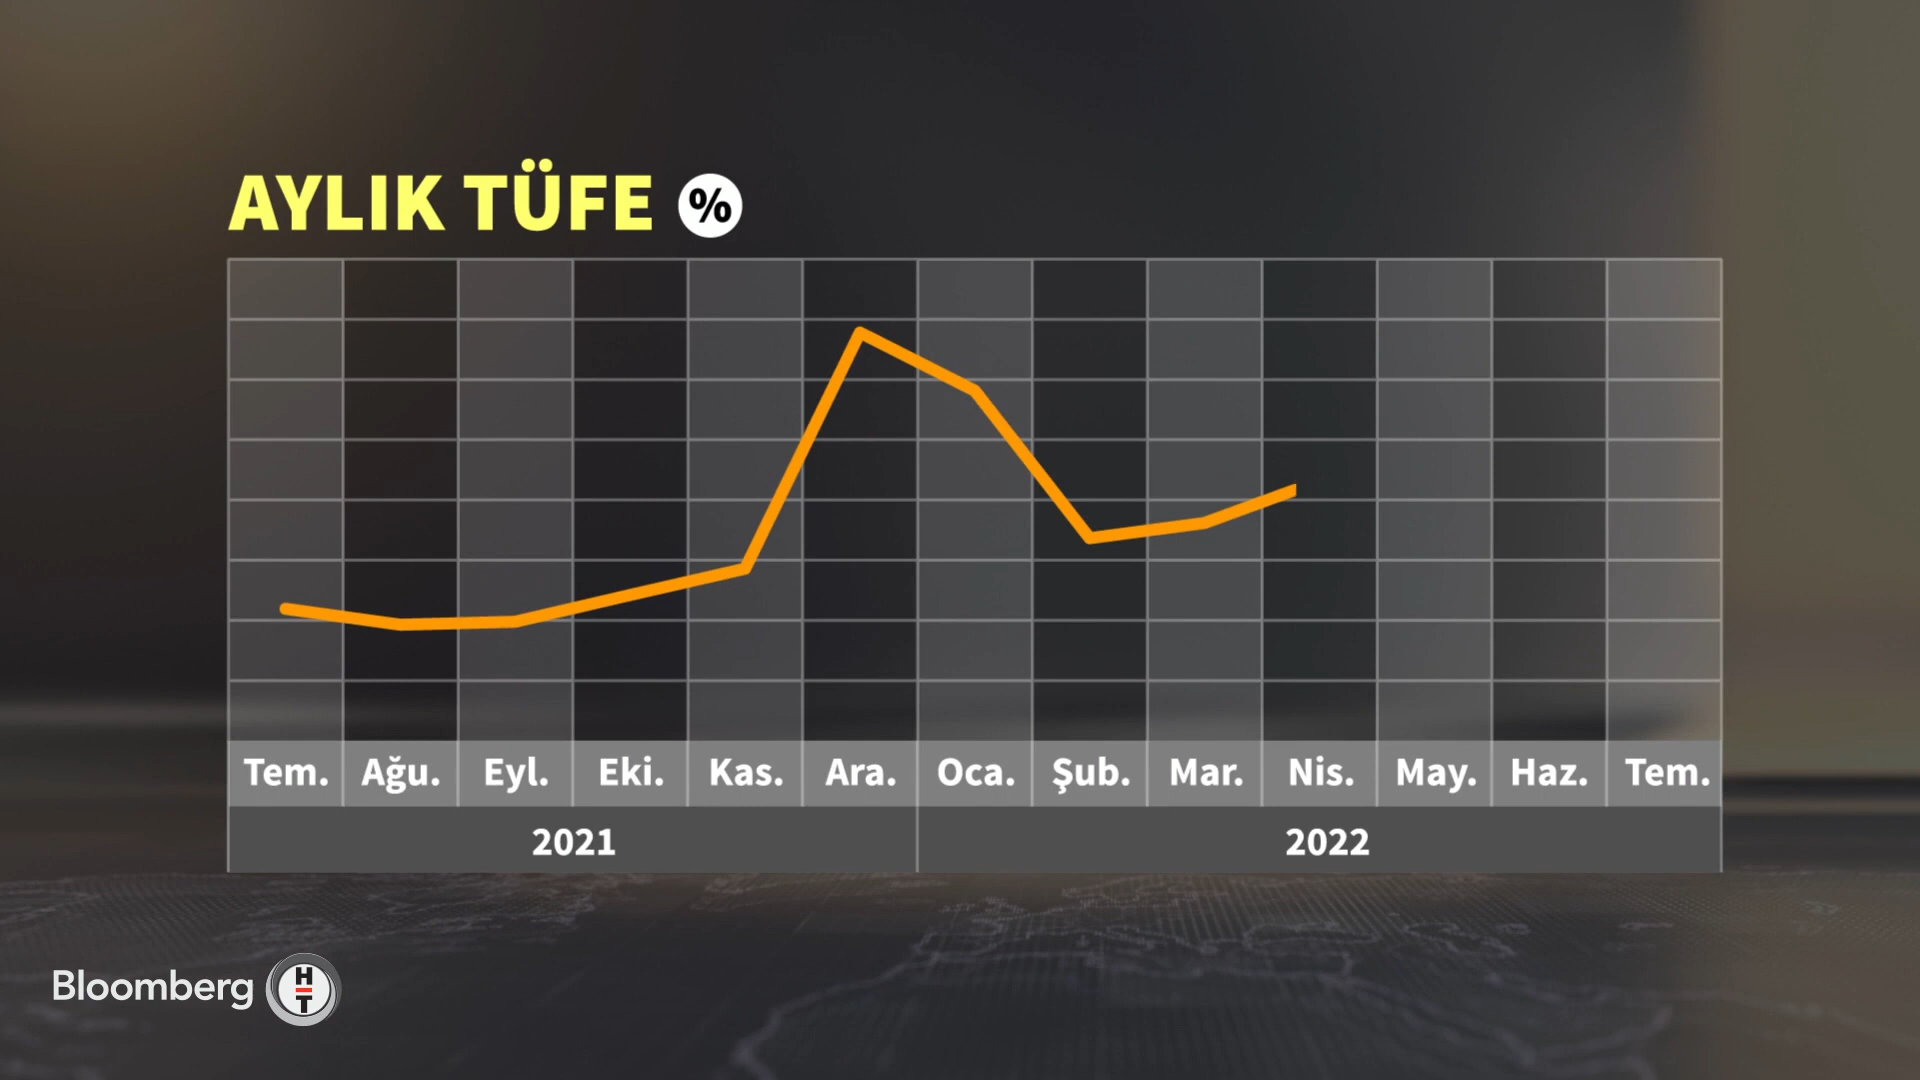 AYLIK TÜFE %
Tem. Ağu. Eyl. Eki. Kas. Ara. Oca. Şub. Mar. Nis. May. Haz. Tem.
2021 2022
Bloomberg HT